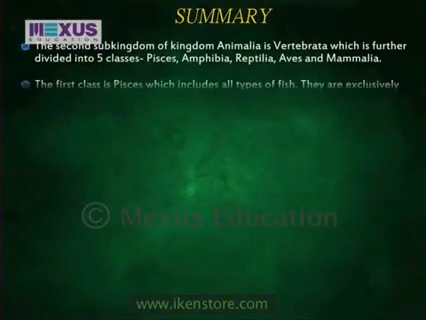 MEXUS
EDUCATION
SUMMARY
The second subkingdom of kingdom Animalia is Vertebrata which is further
divided into 5 classes- Pisces, Amphibia, Reptilia, Aves and Mammalia.
The first class is Pisces which includes all types of fish. They are exclusively
© Mexus Education
www.ikenstore.com